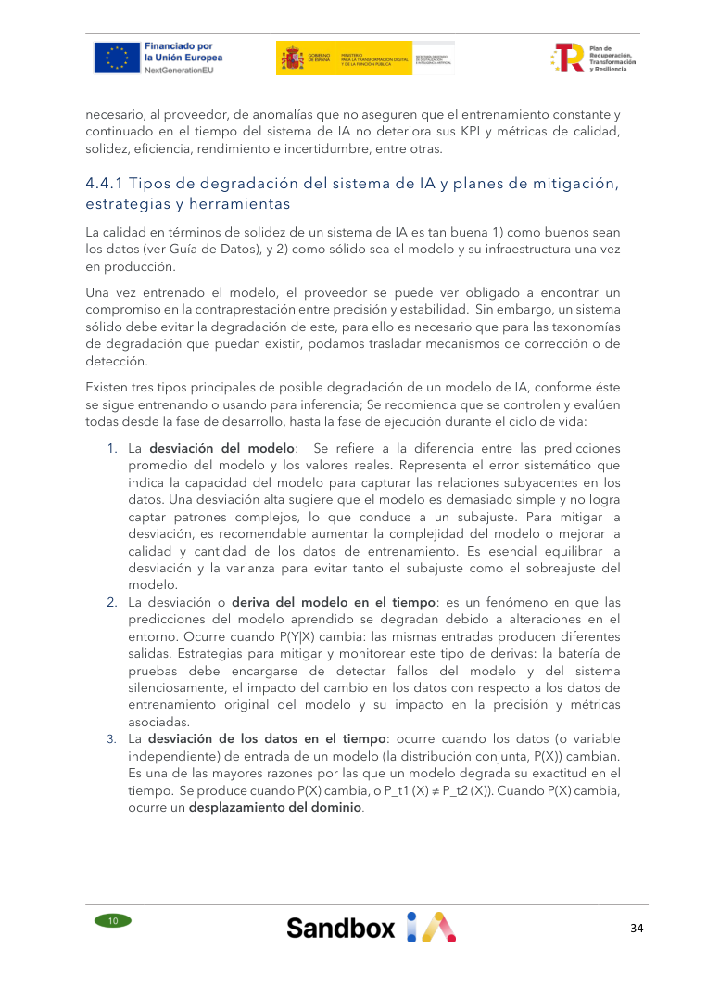 Financiado por
la Unión Europea
NextGenerationEU
GOBIERNO
DE ESPAÑA
MINISTERIO
PARA LA TRANSFORMACIÓN DIGITAL
Y DE LA FUNCIÓN PÚBLICA
SECRETARÍA DE ESTADO
DE DIGITALIZACIÓN
E INTELIGENCIA ARTIFICIAL
Plan de
Recuperación,
Transformación
y Resiliencia
necesario, al proveedor, de anomalías que no aseguren que el entrenamiento constante y
continuado en el tiempo del sistema de IA no deteriora sus KPI y métricas de calidad,
solidez, eficiencia, rendimiento e incertidumbre, entre otras.
4.4.1 Tipos de degradación del sistema de IA y planes de mitigación,
estrategias y herramientas
La calidad en términos de solidez de un sistema de IA es tan buena 1) como buenos sean
los datos (ver Guía de Datos), y 2) como sólido sea el modelo y su infraestructura una vez
en producción.
Una vez entrenado el modelo, el proveedor se puede ver obligado a encontrar un
compromiso en la contraprestación entre precisión y estabilidad. Sin embargo, un sistema
sólido debe evitar la degradación de este, para ello es necesario que para las taxonomías
de degradación que puedan existir, podamos trasladar mecanismos de corrección o de
detección.
Existen tres tipos principales de posible degradación de un modelo de IA, conforme éste
se sigue entrenando o usando para inferencia; Se recomienda que se controlen y evalúen
todas desde la fase de desarrollo, hasta la fase de ejecución durante el ciclo de vida:
1. La desviación del modelo: Se refiere a la diferencia entre las predicciones
promedio del modelo y los valores reales. Representa el error sistemático que
indica la capacidad del modelo para capturar las relaciones subyacentes en los
datos. Una desviación alta sugiere que el modelo es demasiado simple y no logra
captar patrones complejos, lo que conduce a un subajuste. Para mitigar la
desviación, es recomendable aumentar la complejidad del modelo o mejorar la
calidad y cantidad de los datos de entrenamiento. Es esencial equilibrar la
desviación y la varianza para evitar tanto el subajuste como el sobreajuste del
modelo.
2. La desviación o deriva del modelo en el tiempo: es un fenómeno en que las
predicciones del modelo aprendido se degradan debido a alteraciones en el
entorno. Ocurre cuando P(Y|X) cambia: las mismas entradas producen diferentes
salidas. Estrategias para mitigar y monitorear este tipo de derivas: la batería de
pruebas debe encargarse de detectar fallos del modelo y del sistema
silenciosamente, el impacto del cambio en los datos con respecto a los datos de
entrenamiento original del modelo y su impacto en la precisión y métricas
asociadas.
3. La desviación de los datos en el tiempo: ocurre cuando los datos (o variable
independiente) de entrada de un modelo (la distribución conjunta, P(X)) cambian.
Es una de las mayores razones por las que un modelo degrada su exactitud en el
tiempo. Se produce cuando P(X) cambia, o P_t1 (X) ≠ P_t2 (X)). Cuando P(X) cambia,
ocurre un desplazamiento del dominio.
10
Sandbox IA
34